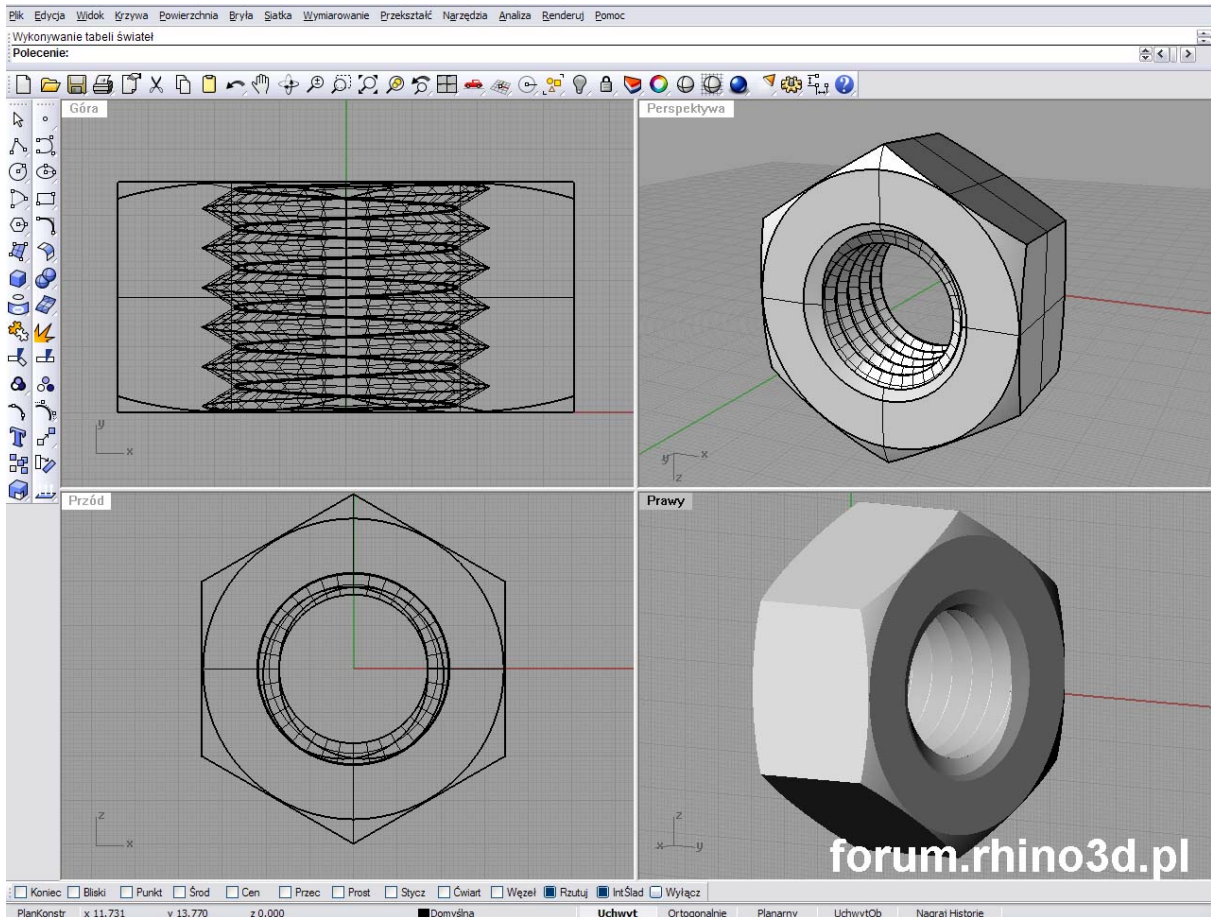 Plik Edycja Widok Krzywa Powierzchnia Bryła Siatka Wymiarowanie Przekształć Narzędzia Analiza Renderuj Pomoc
Wykonywanie tabeli świateł
Polecenie:
Góra
Perspektywa
y
x
y
x
z
Przód
Prawy
z
x
z
x
y
forum.rhino3d.pl
Koniec Bliski Punkt Środ Cen Przec Prost Stycz Ćwiart Węzeł Rzutuj IntŚlad Wyłącz
PlanKonstr x 11.731 y 13.770 z 0.000 Domyślna Uchwyt Ortogonalnie Planarny UchwytOb Nagraj Historie